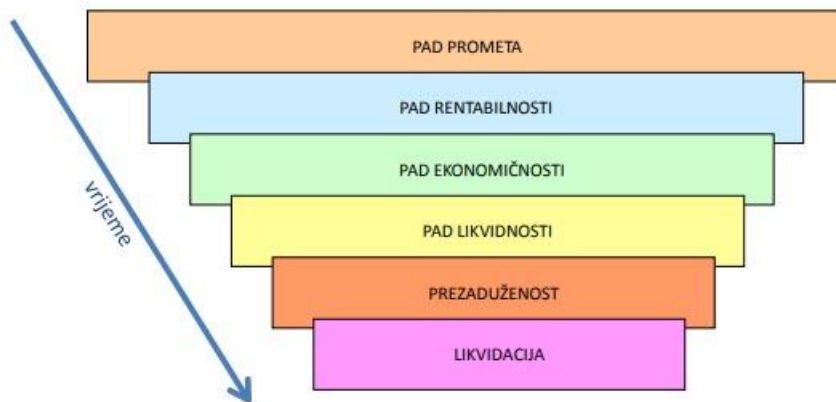 PAD PROMETA
PAD RENTABILNOSTI
PAD EKONOMIČNOSTI
PAD LIKVIDNOSTI
PREZADUŽENOST
LIKVIDACIJA
vrijeme